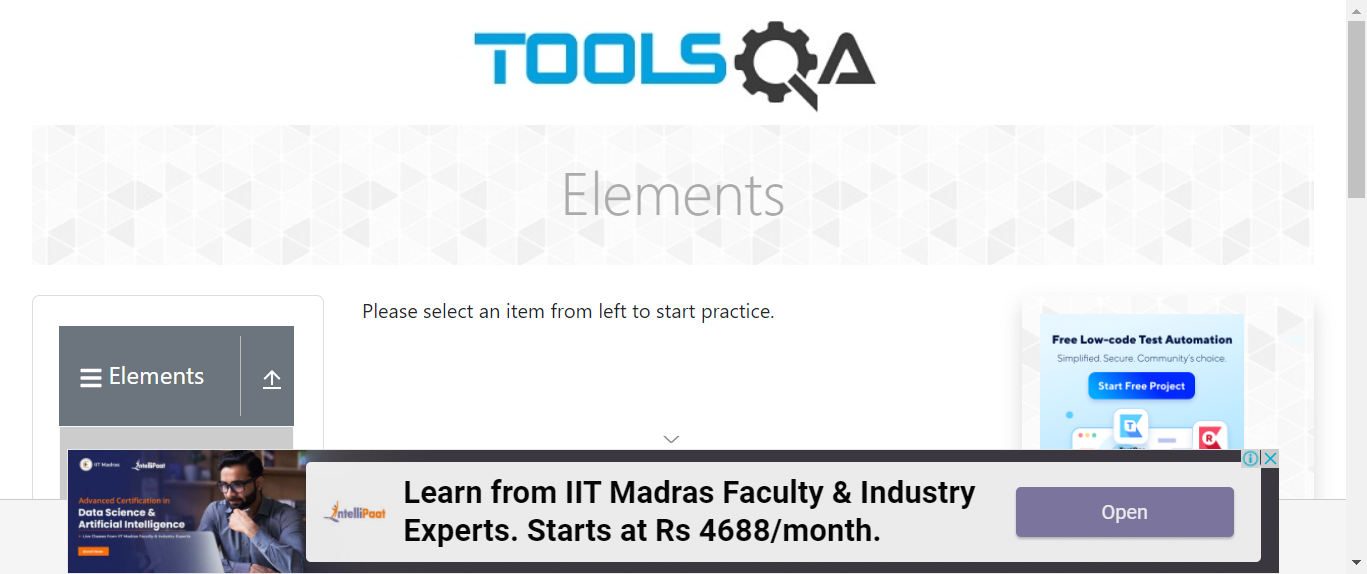 TOOLSQA
Elements
Please select an item from left to start practice.
Elements
Free Low-code Test Automation
Simplified. Secure. Community's choice.
Start Free Project
IIT Madras
IntelliPaat
Advanced Certification in
Data Science &
Artificial Intelligence
IntelliPaat
Learn from IIT Madras Faculty & Industry
Experts. Starts at Rs 4688/month.
Open